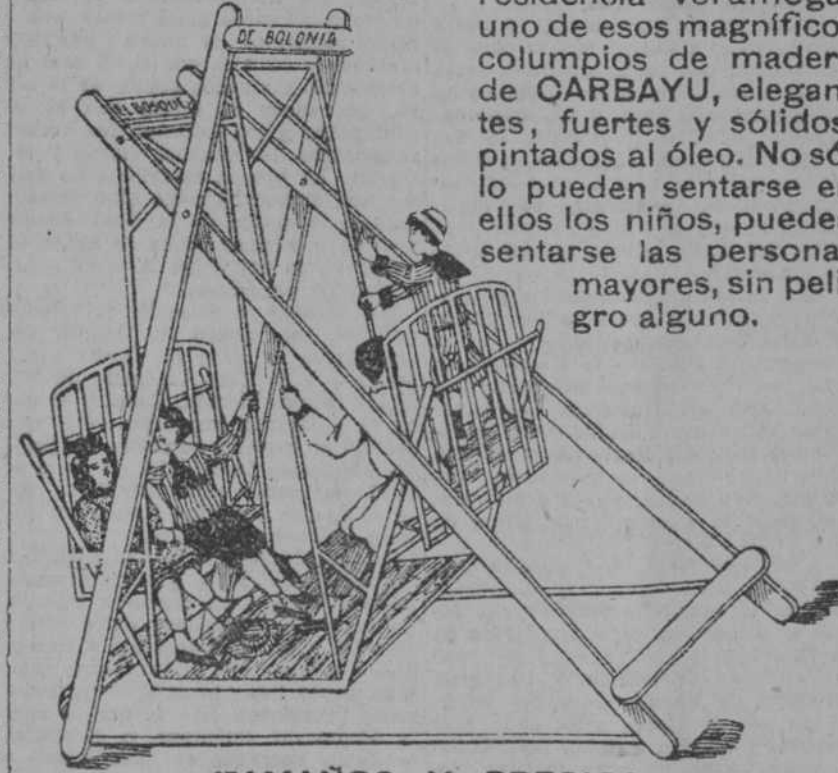 uno de esos magnífico
columpios de mader
de CARBAYU, elegan
tes, fuertes y sólidos
pintados al óleo. No só
lo pueden sentarse e
ellos los niños, puede
sentarse las persona
mayores, sin peli
gro alguno.
DE BOLONIA
EL BOSQUE